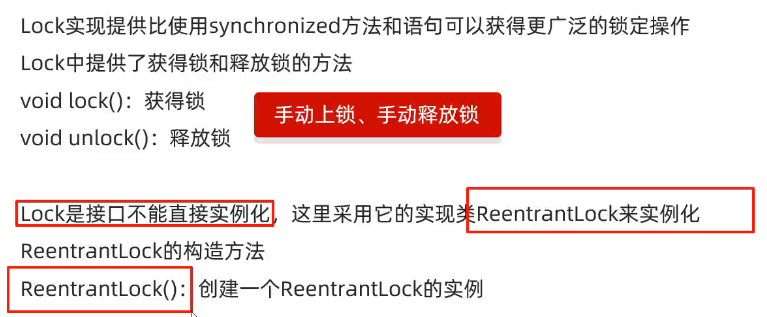 Lock实现提供比使用synchronized方法和语句可以获得更广泛的锁定操作
Lock中提供了获得锁和释放锁的方法
void lock()：获得锁
手动上锁、手动释放锁
void unlock()：释放锁
Lock是接口不能直接实例化，这里采用它的实现类ReentrantLock来实例化
ReentrantLock的构造方法
ReentrantLock()：创建一个ReentrantLock的实例